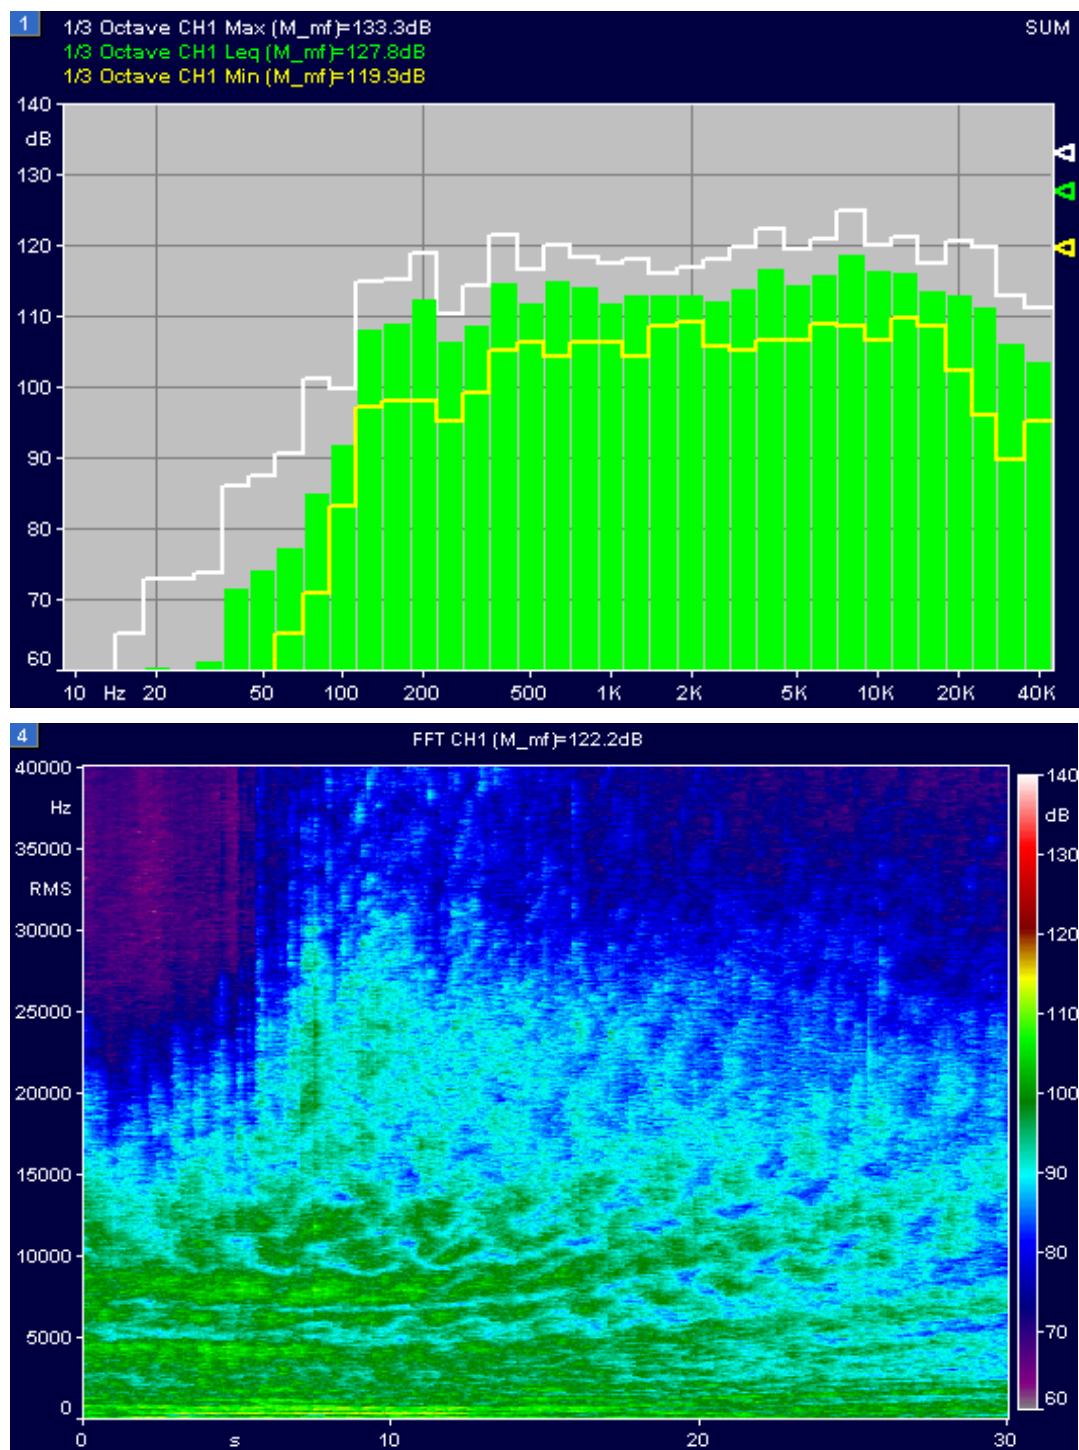 1
1/3 Octave CH1 Max (M_mf)=133.3dB
SUM
1/3 Octave CH1 Leq (M_mf)=127.8dB
1/3 Octave CH1 Min (M_mf)=119.9dB
140
dB
130
120
110
100
90
80
70
60
10 Hz 20 50 100 200 500 1K 2K 5K 10K 20K 40K
4
FFT CH1 (M_mf)=122.2dB
40000
Hz
35000
RMS
30000
25000
20000
15000
10000
5000
0
0 s 10 20 30
140
dB
130
120
110
100
90
80
70
60